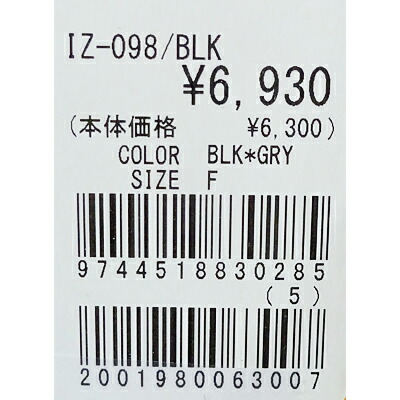 IZ-098/BLK
¥6,930
(本体価格 ¥6,300)
COLOR BLK*GRY
SIZE F
9744518830285
(5)
2001980063007